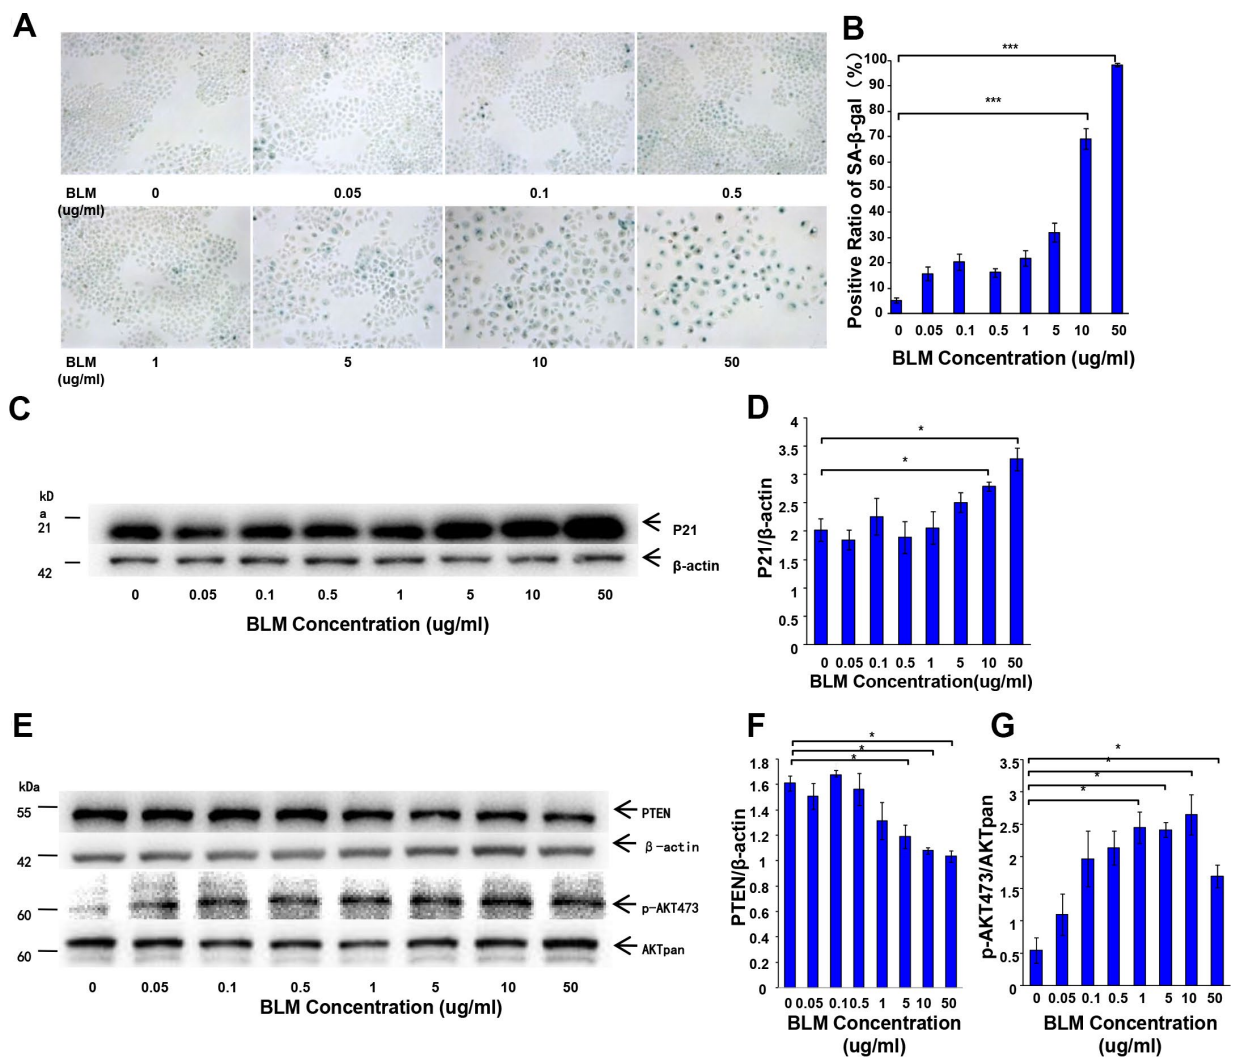 A
BLM 0 0.05 0.1 0.5
(ug/ml)
BLM 1 5 10 50
(ug/ml)
B
Positive Ratio of SA-β-gal (%)
100
90
80
70
60
50
40
30
20
10
0
***
***
0 0.05 0.1 0.5 1 5 10 50
BLM Concentration (ug/ml)
C
kD
a
21
42
P21
β-actin
0 0.05 0.1 0.5 1 5 10 50
BLM Concentration (ug/ml)
D
P21/β-actin
4
3.5
3
2.5
2
1.5
1
0.5
0
*
*
0 0.05 0.1 0.5 1 5 10 50
BLM Concentration(ug/ml)
E
kDa
55
42
60
60
PTEN
β-actin
p-AKT473
AKTpan
0 0.05 0.1 0.5 1 5 10 50
BLM Concentration (ug/ml)
F
PTEN/β-actin
1.8
1.6
1.4
1.2
1
0.8
0.6
0.4
0.2
0
*
*
*
0 0.05 0.1 0.5 1 5 10 50
BLM Concentration
(ug/ml)
G
p-AKT473/AKTpan
3.5
3
2.5
2
1.5
1
0.5
0
*
*
*
*
0 0.05 0.1 0.5 1 5 10 50
BLM Concentration
(ug/ml)